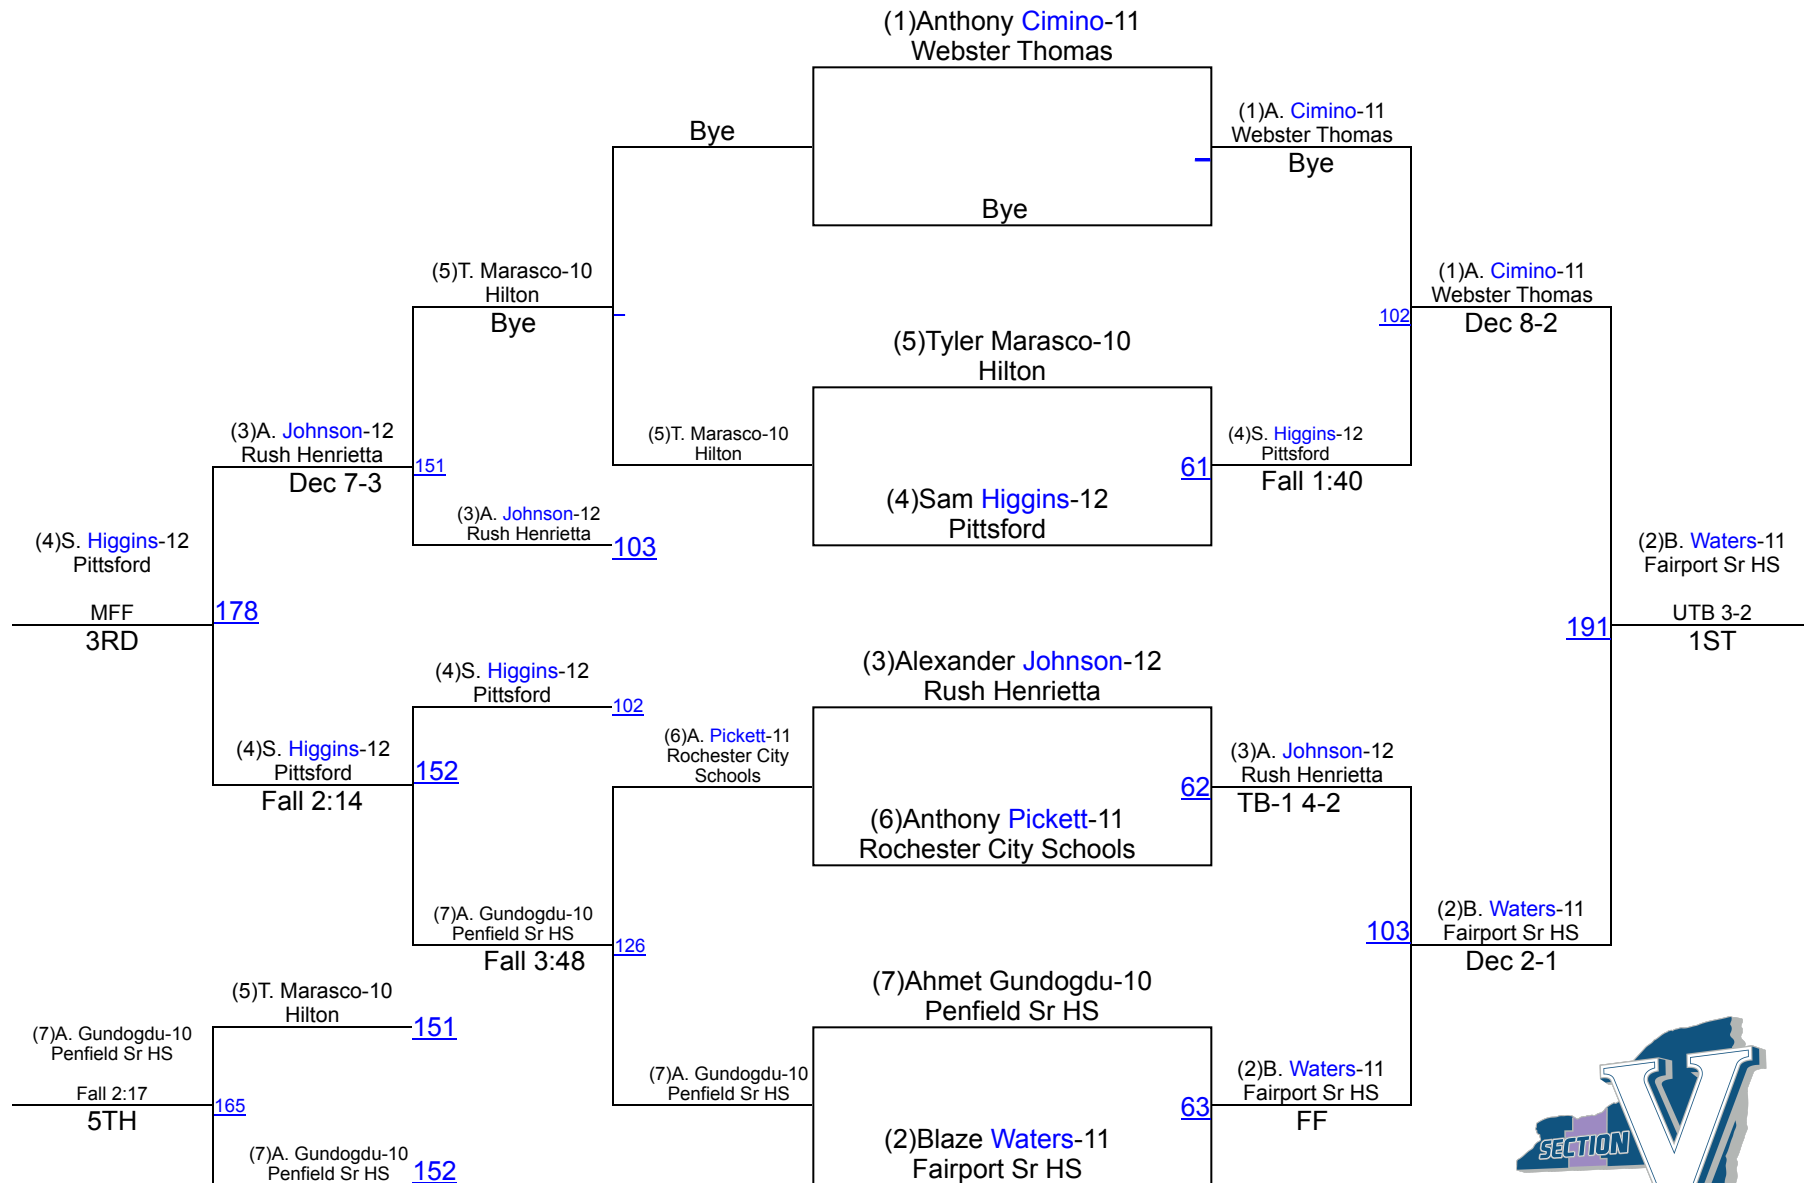 (1)Anthony Cimino-11
Webster Thomas
Bye
(1)A. Cimino-11
Webster Thomas
Bye
Bye
(5)T. Marasco-10
Hilton
Bye
(1)A. Cimino-11
Webster Thomas
Dec 8-2
102
(5)Tyler Marasco-10
Hilton
(3)A. Johnson-12
Rush Henrietta
Dec 7-3
151
(5)T. Marasco-10
Hilton
61
(4)S. Higgins-12
Pittsford
Fall 1:40
(4)Sam Higgins-12
Pittsford
(3)A. Johnson-12
Rush Henrietta
103
(4)S. Higgins-12
Pittsford
MFF
3RD
178
(2)B. Waters-11
Fairport Sr HS
UTB 3-2
1ST
191
(3)Alexander Johnson-12
Rush Henrietta
(4)S. Higgins-12
Pittsford
102
(6)A. Pickett-11
Rochester City
Schools
(4)S. Higgins-12
Pittsford
Fall 2:14
152
62
(3)A. Johnson-12
Rush Henrietta
TB-1 4-2
(6)Anthony Pickett-11
Rochester City Schools
(7)A. Gundogdu-10
Penfield Sr HS
Fall 3:48
126
103
(2)B. Waters-11
Fairport Sr HS
Dec 2-1
(7)Ahmet Gundogdu-10
Penfield Sr HS
(5)T. Marasco-10
Hilton
151
(7)A. Gundogdu-10
Penfield Sr HS
Fall 2:17
5TH
165
(7)A. Gundogdu-10
Penfield Sr HS
63
(2)B. Waters-11
Fairport Sr HS
FF
(2)Blaze Waters-11
Fairport Sr HS
(7)A. Gundogdu-10
Penfield Sr HS
152
SECTION V